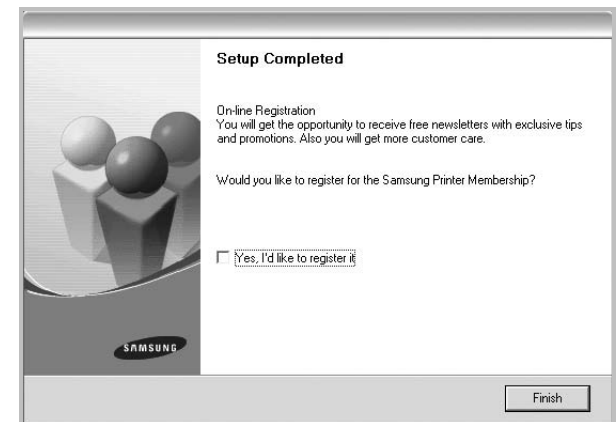 Setup Completed
On-line Registration
You will get the opportunity to receive free newsletters with exclusive tips
and promotions. Also you will get more customer care.
Would you like to register for the Samsung Printer Membership?
Yes, I'd like to register it
SAMSUNG
Finish